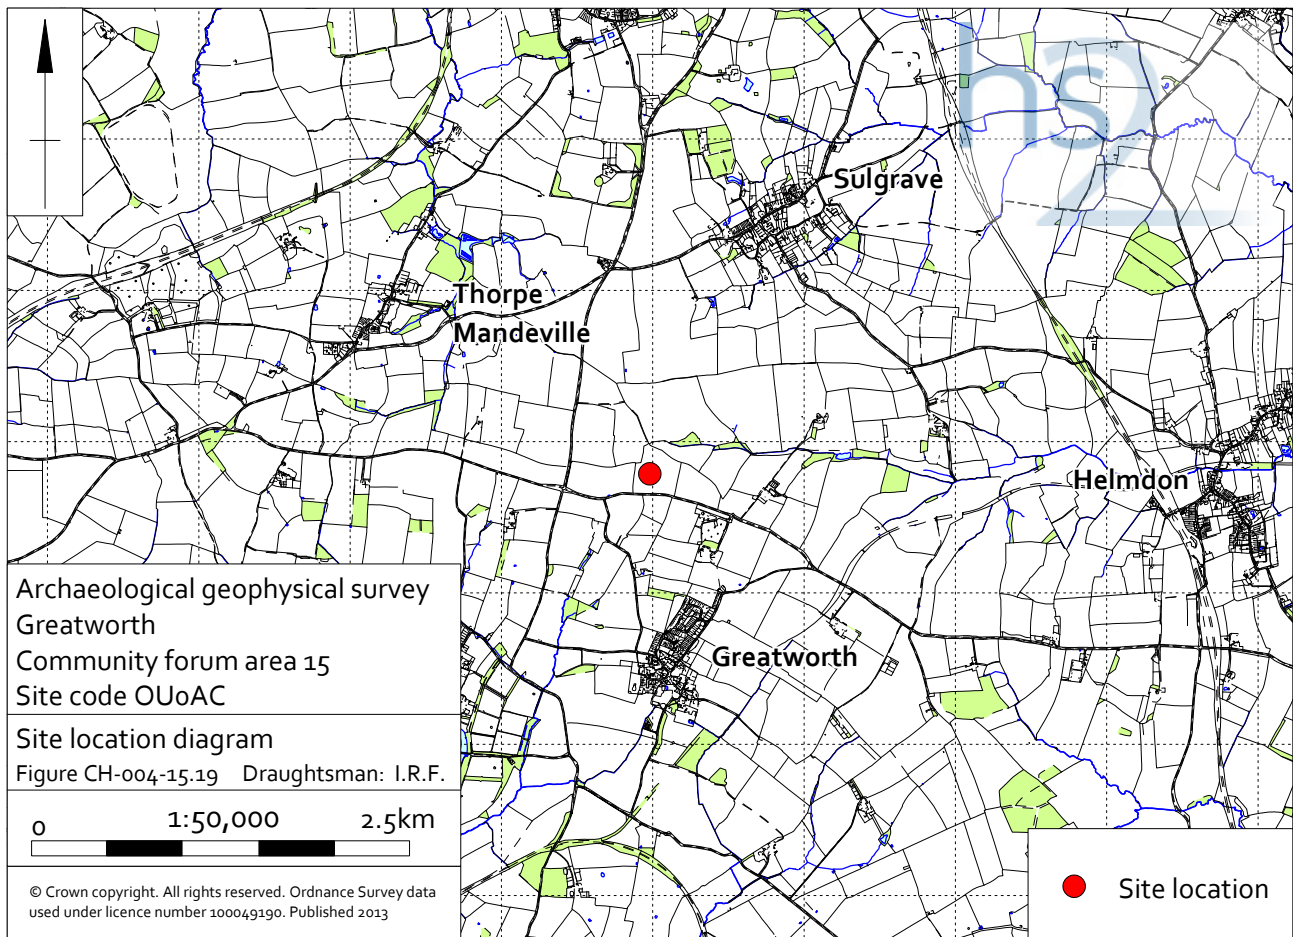 hs2
Sulgrave
Thorpe
Mandeville
Helmdon
Greatworth
Archaeological geophysical survey
Greatworth
Community forum area 15
Site code OU0AC
Site location diagram
Figure CH-004-15.19 Draughtsman: I.R.F.
0 1:50,000 2.5km
© Crown copyright. All rights reserved. Ordnance Survey data
used under licence number 100049190. Published 2013
Site location